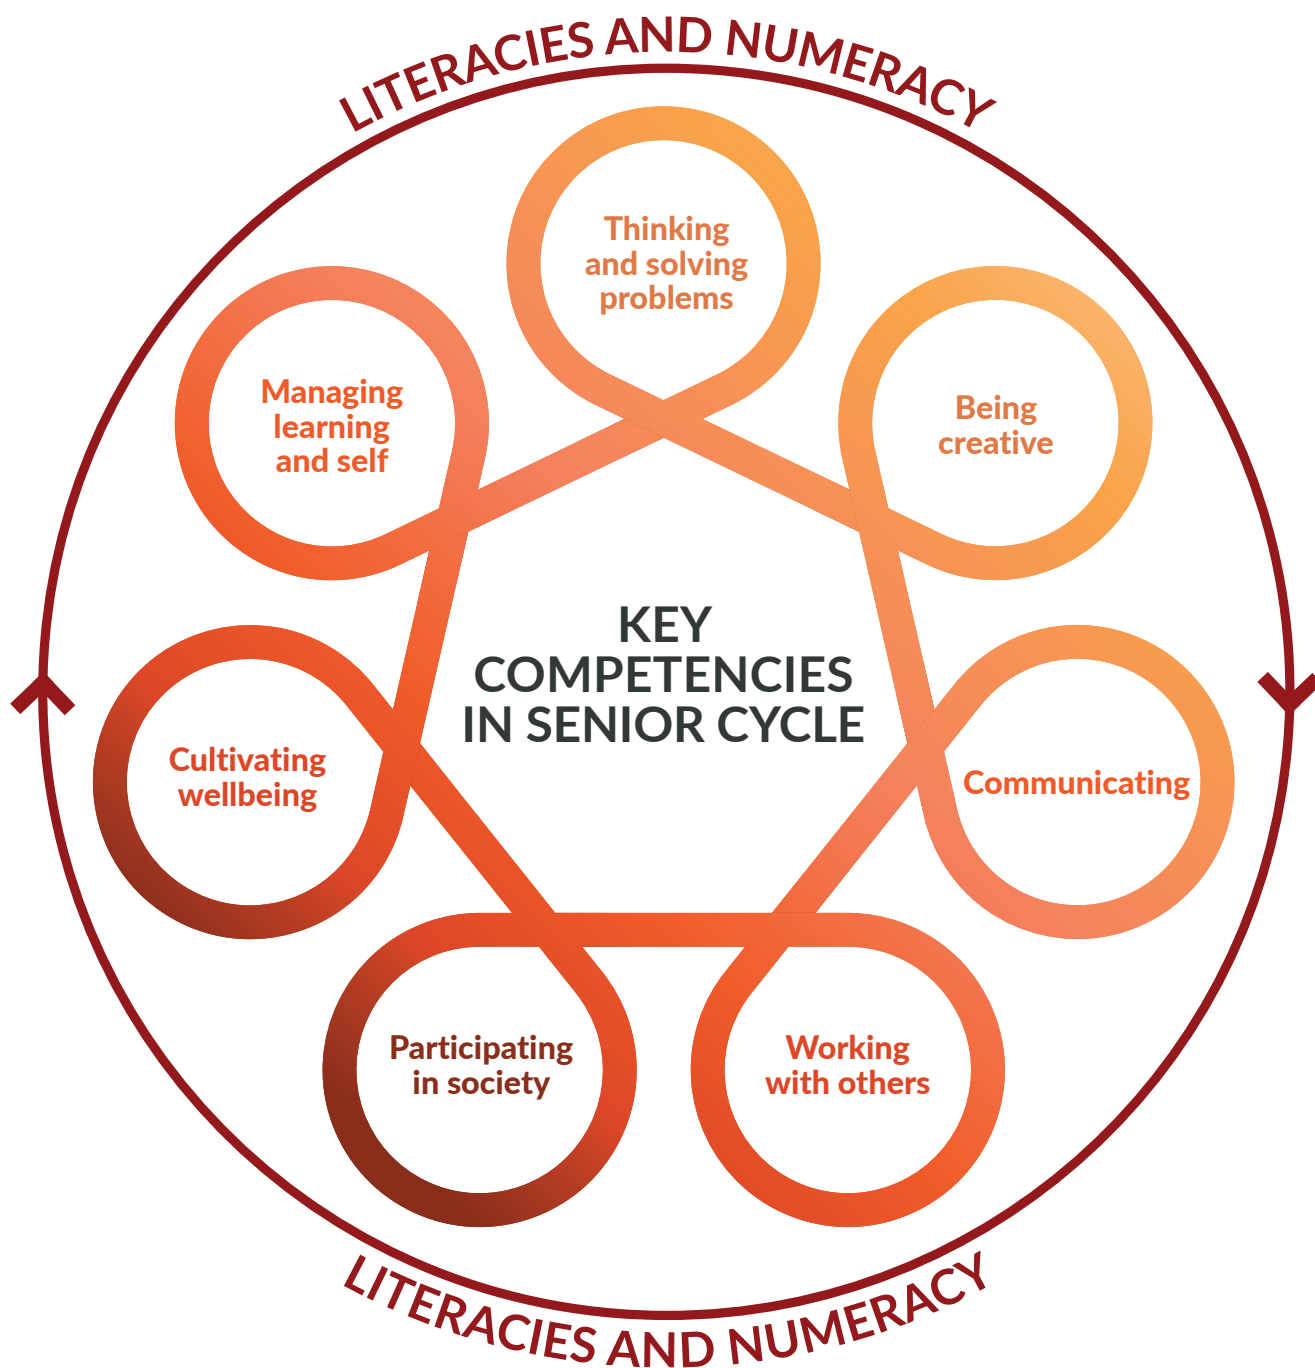 LITERACIES AND NUMERACY
Thinking
and solving
problems
Being
creative
Communicating
Working
with others
Participating
in society
Cultivating
wellbeing
Managing
learning
and self
KEY
COMPETENCIES
IN SENIOR CYCLE
LITERACIES AND NUMERACY